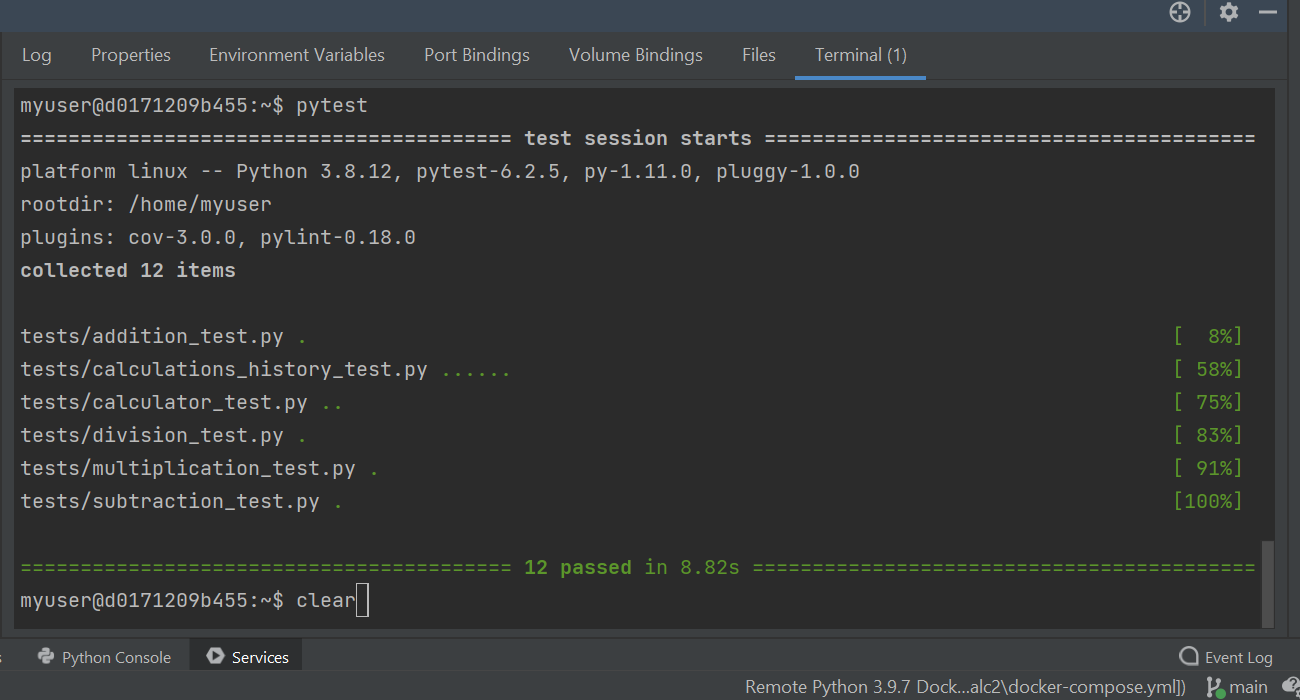 Log Properties Environment Variables Port Bindings Volume Bindings Files Terminal (1)
myuser@d0171209b455:~$ pytest
========================================= test session starts =========================================
platform linux -- Python 3.8.12, pytest-6.2.5, py-1.11.0, pluggy-1.0.0
rootdir: /home/myuser
plugins: cov-3.0.0, pylint-0.18.0
collected 12 items
tests/addition_test.py . [  8%]
tests/calculations_history_test.py ...... [ 58%]
tests/calculator_test.py .. [ 75%]
tests/division_test.py . [ 83%]
tests/multiplication_test.py . [ 91%]
tests/subtraction_test.py . [100%]
========================================= 12 passed in 8.82s ==========================================
myuser@d0171209b455:~$ clear
Python Console Services Event Log
Remote Python 3.9.7 Dock...alc2\docker-compose.yml]) main